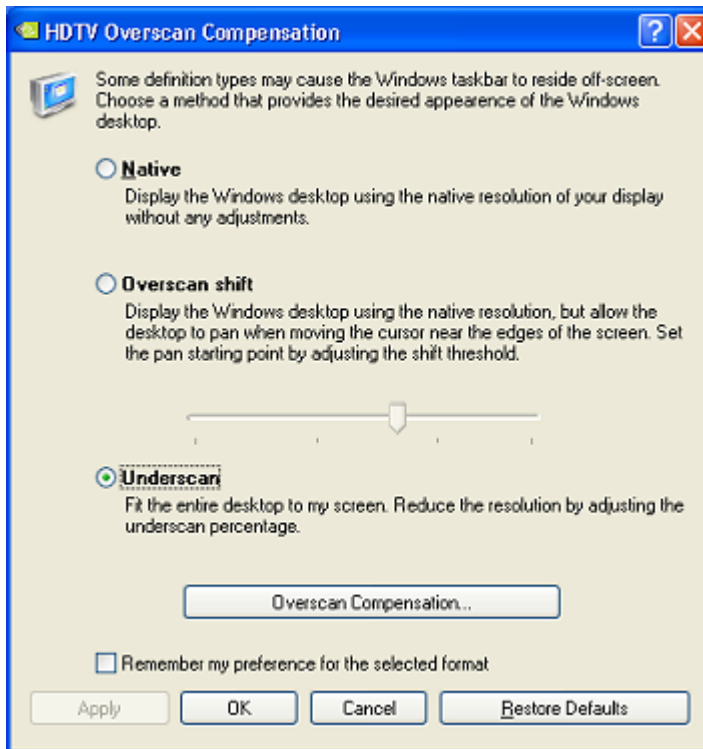 HDTV Overscan Compensation
Some definition types may cause the Windows taskbar to reside off-screen.
Choose a method that provides the desired appearence of the Windows
desktop.
Native
Display the Windows desktop using the native resolution of your display
without any adjustments.
Overscan shift
Display the Windows desktop using the native resolution, but allow the
desktop to pan when moving the cursor near the edges of the screen. Set
the pan starting point by adjusting the shift threshold.
Underscan
Fit the entire desktop to my screen. Reduce the resolution by adjusting the
underscan percentage.
Overscan Compensation...
Remember my preference for the selected format
Apply OK Cancel Restore Defaults